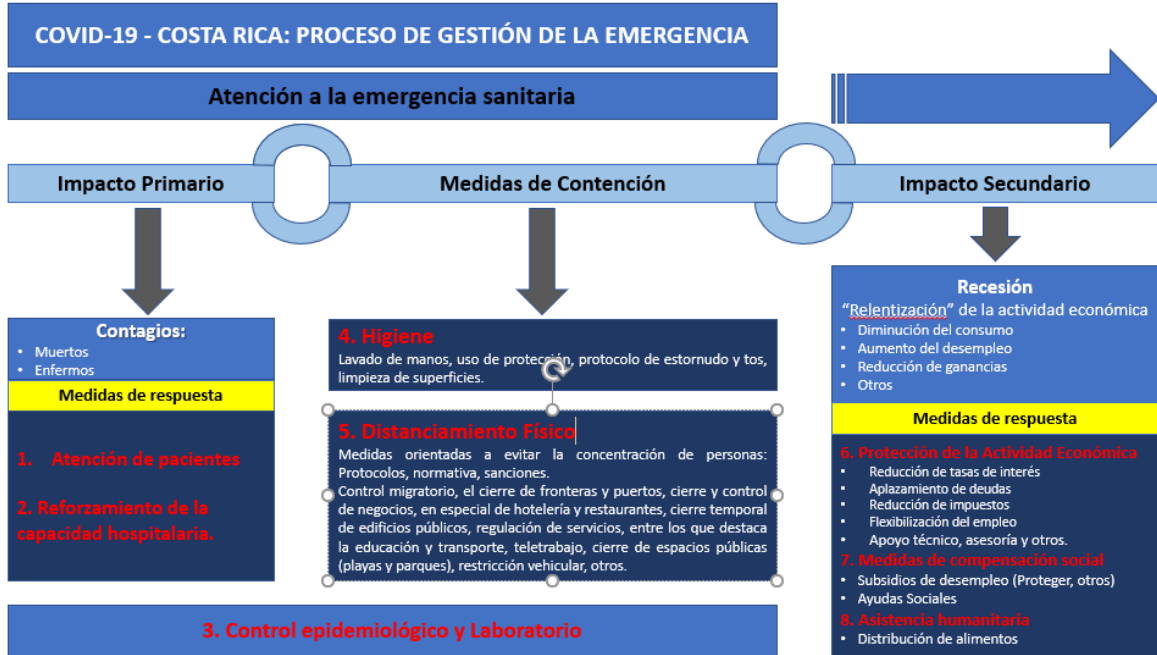 COVID-19 - COSTA RICA: PROCESO DE GESTIÓN DE LA EMERGENCIA
Atención a la emergencia sanitaria
Impacto Primario
Medidas de Contención
Impacto Secundario
Contagios:
• Muertos
• Enfermos
Medidas de respuesta
1. Atención de pacientes
2. Reforzamiento de la
capacidad hospitalaria.
4. Higiene
Lavado de manos, uso de protección, protocolo de estornudo y tos,
limpieza de superficies.
5. Distanciamiento Físico
Medidas orientadas a evitar la concentración de personas:
Protocolos, normativa, sanciones.
Control migratorio, el cierre de fronteras y puertos, cierre y control
de negocios, en especial de hotelería y restaurantes, cierre temporal
de edificios públicos, regulación de servicios, entre los que destaca
la educación y transporte, teletrabajo, cierre de espacios públicas
(playas y parques), restricción vehicular, otros.
3. Control epidemiológico y Laboratorio
Recesión
“Relentización” de la actividad económica
• Diminución del consumo
• Aumento del desempleo
• Reducción de ganancias
• Otros
Medidas de respuesta
6. Protección de la Actividad Económica
• Reducción de tasas de interés
• Aplazamiento de deudas
• Reducción de impuestos
• Flexibilización del empleo
• Apoyo técnico, asesoría y otros.
7. Medidas de compensación social
• Subsidios de desempleo (Proteger, otros)
• Ayudas Sociales
8. Asistencia humanitaria
• Distribución de alimentos